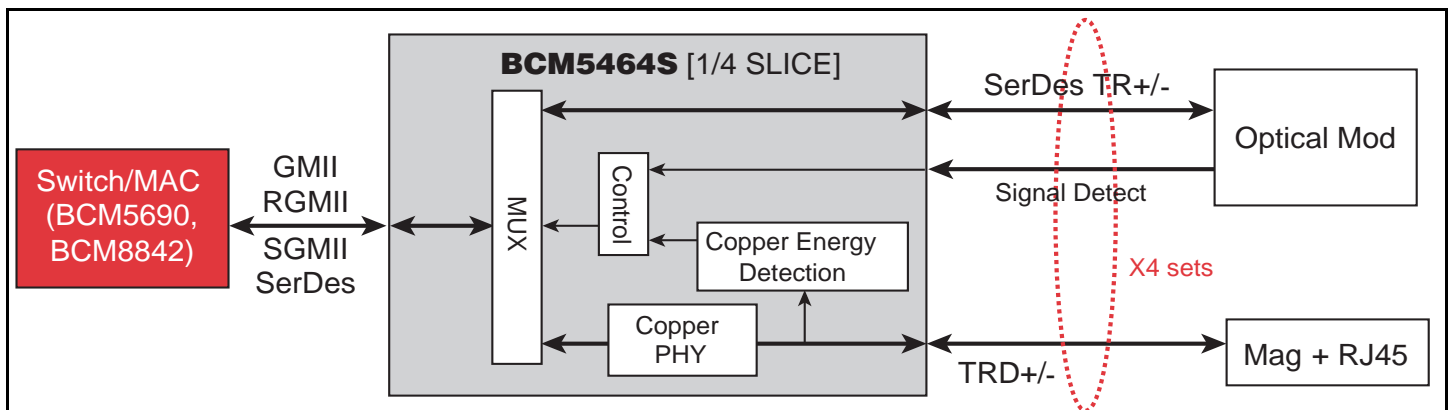 BCM5464S [1/4 SLICE]
Switch/MAC
(BCM5690,
BCM8842)
GMII
RGMII
SGMII
SerDes
MUX
Control
Copper Energy
Detection
Copper
PHY
SerDes TR+/-
Signal Detect
X4 sets
TRD+/-
Optical Mod
Mag + RJ45